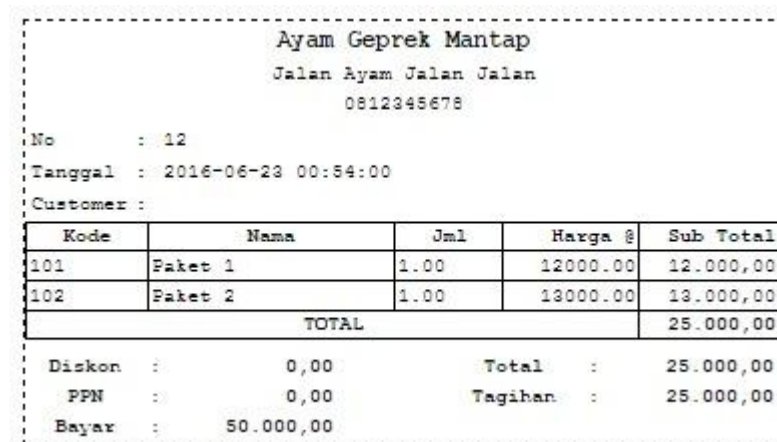 Ayam Geprek Mantap
Jalan Ayam Jalan Jalan
0812345678
No : 12
Tanggal : 2016-06-23 00:54:00
Customer :
Kode Nama Jml Harga @ Sub Total
101 Paket 1 1.00 12000.00 12.000,00
102 Paket 2 1.00 13000.00 13.000,00
TOTAL 25.000,00
Diskon : 0,00 Total : 25.000,00
PPN : 0,00 Tagihan : 25.000,00
Bayar : 50.000,00